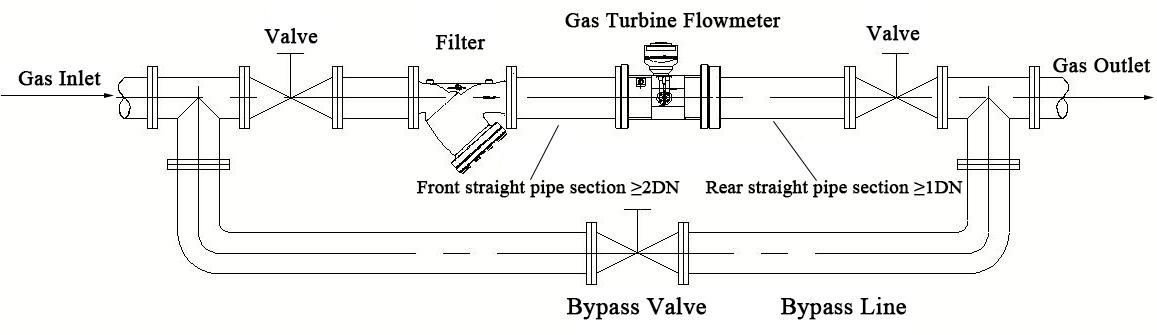 Gas Turbine Flowmeter
Valve
Filter
Valve
Gas Inlet
Gas Outlet
Front straight pipe section ≥2DN
Rear straight pipe section ≥1DN
Bypass Valve
Bypass Line